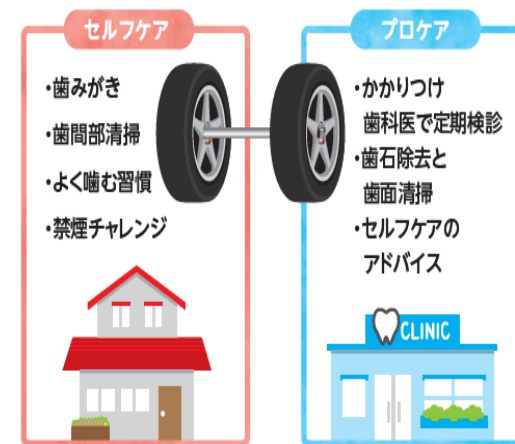 セルフケア
・歯みがき
・歯間部清掃
・よく噛む習慣
・禁煙チャレンジ
プロケア
・かかりつけ
歯科医で定期検診
・歯石除去と
歯面清掃
・セルフケアの
アドバイス
CLINIC